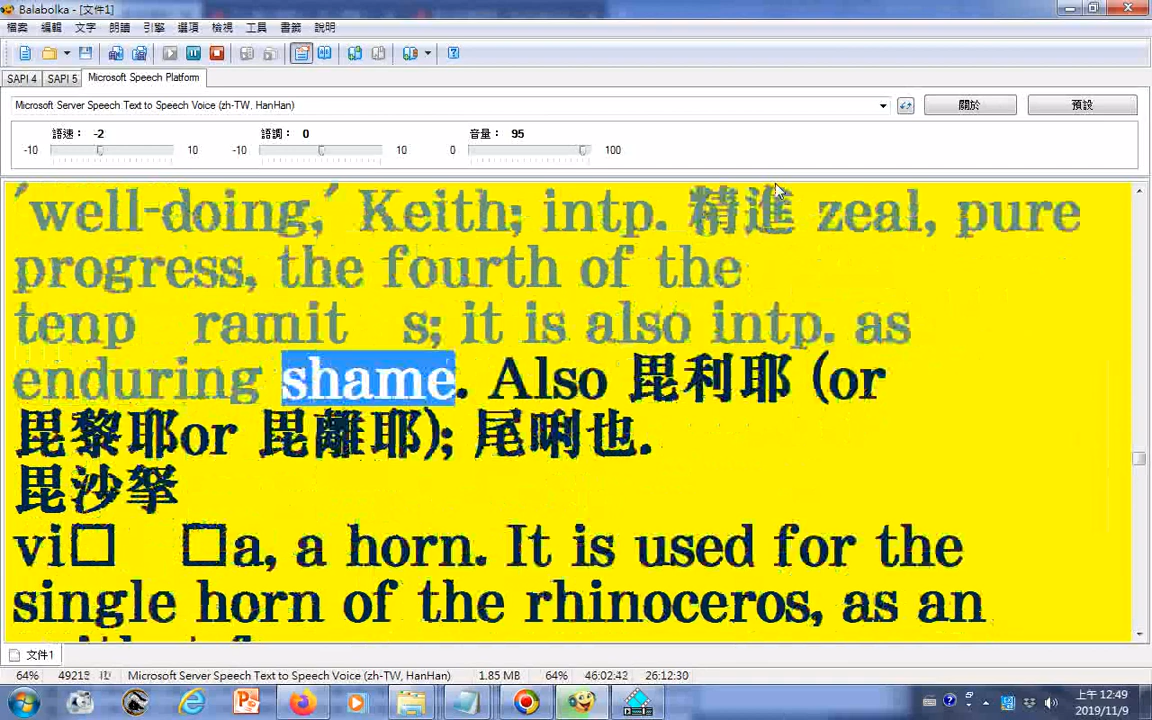 Balabolka - [文件1]
檔案 編輯 文字 朗讀 引擎 選項 檢視 工具 書籤 說明
SAPI 4 SAPI 5 Microsoft Speech Platform
Microsoft Server Speech Text to Speech Voice (zh-TW, HanHan) 關於 預設
語速： -2 語調： 0 音量： 95
-10 10 -10 10 0 100
'well-doing,' Keith; intp. 精進 zeal, pure
progress, the fourth of the
tenp ramit s; it is also intp. as
enduring shame. Also 毘利耶 (or
毘黎耶or 毘離耶); 尾唎也.
毘沙拏
vi□ □a, a horn. It is used for the
single horn of the rhinoceros, as an
文件1
64% Microsoft Server Speech Text to Speech Voice (zh-TW, HanHan) 1.85 MB 64% 46:02:42 26:12:30
上午 12:49
2019/11/9